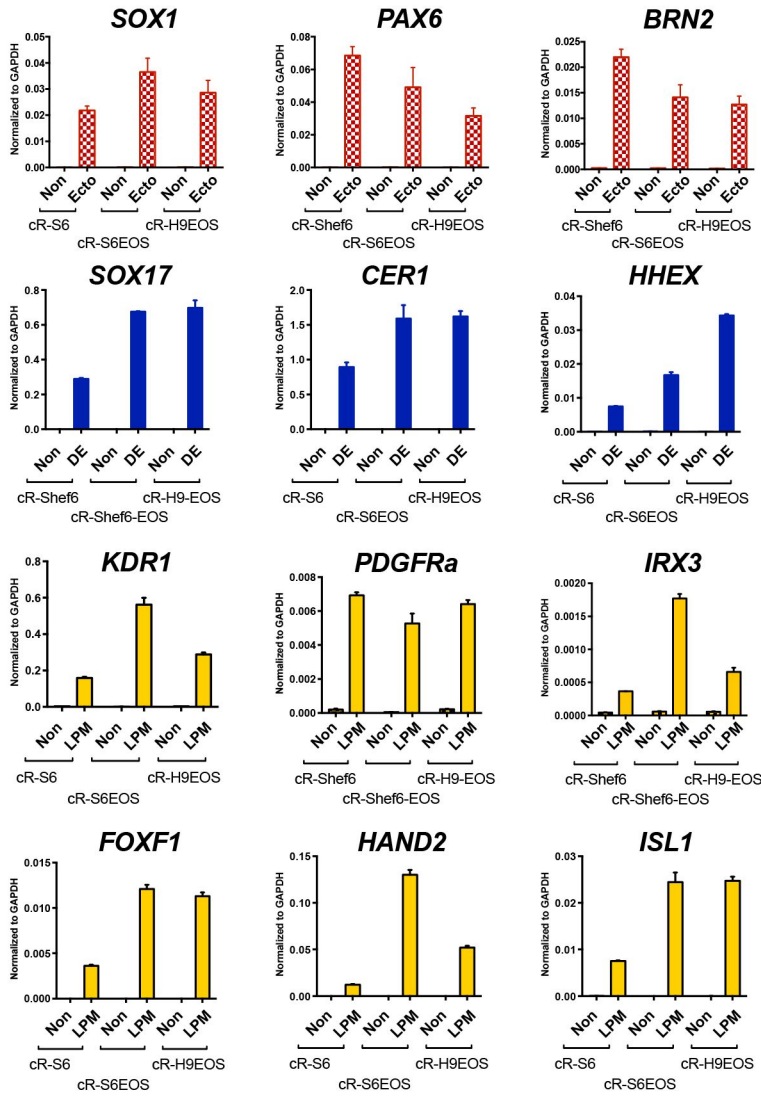 SOX1
PAX6
BRN2
Normalized to GAPDH
0.05
0.04
0.03
0.02
0.01
0.00
Non
Ecto
Non
Ecto
Non
Ecto
cR-S6
cR-H9EOS
cR-S6EOS
Normalized to GAPDH
0.08
0.06
0.04
0.02
0.00
Non
Ecto
Non
Ecto
Non
Ecto
cR-Shef6
cR-H9EOS
cR-S6EOS
Normalized to GAPDH
0.025
0.020
0.015
0.010
0.005
0.000
Non
Ecto
Non
Ecto
Non
Ecto
cR-Shef6
cR-H9EOS
cR-S6EOS
SOX17
CER1
HHEX
Normalized to GAPDH
0.8
0.6
0.4
0.2
0.0
Non
DE
Non
DE
Non
DE
cR-Shef6
cR-H9-EOS
cR-Shef6-EOS
Normalized to GAPDH
2.0
1.5
1.0
0.5
0.0
Non
DE
Non
DE
Non
DE
cR-S6
cR-H9EOS
cR-S6EOS
Normalized to GAPDH
0.04
0.03
0.02
0.01
0.00
Non
DE
Non
DE
Non
DE
cR-S6
cR-H9EOS
cR-S6EOS
KDR1
PDGFRa
IRX3
Normalized to GAPDH
0.8
0.6
0.4
0.2
0.0
Non
LPM
Non
LPM
Non
LPM
cR-S6
cR-H9EOS
cR-S6EOS
Normalized to GAPDH
0.008
0.006
0.004
0.002
0.000
Non
LPM
Non
LPM
Non
LPM
cR-Shef6
cR-H9-EOS
cR-Shef6-EOS
Normalized to GAPDH
0.0020
0.0015
0.0010
0.0005
0.0000
Non
LPM
Non
LPM
Non
LPM
cR-Shef6
cR-H9-EOS
cR-Shef6-EOS
FOXF1
HAND2
ISL1
Normalized to GAPDH
0.015
0.010
0.005
0.000
Non
LPM
Non
LPM
Non
LPM
cR-S6
cR-H9EOS
cR-S6EOS
Normalized to GAPDH
0.15
0.10
0.05
0.00
Non
LPM
Non
LPM
Non
LPM
cR-S6
cR-H9EOS
cR-S6EOS
Normalized to GAPDH
0.03
0.02
0.01
0.00
Non
LPM
Non
LPM
Non
LPM
cR-S6
cR-H9EOS
cR-S6EOS